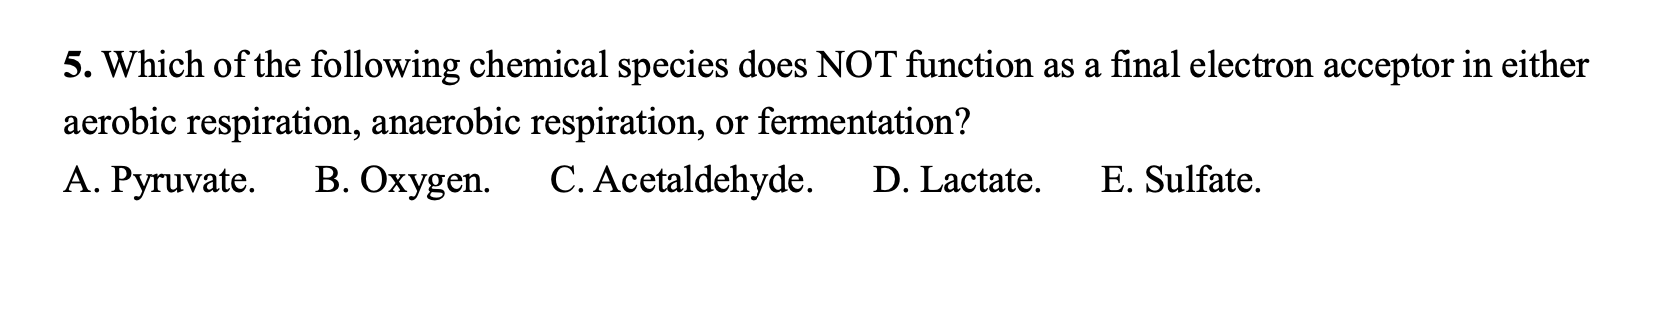 5. Which of the following chemical species does NOT function as a final electron acceptor in either
aerobic respiration, anaerobic respiration, or fermentation?
A. Pyruvate. B. Oxygen. C. Acetaldehyde. D. Lactate. E. Sulfate.